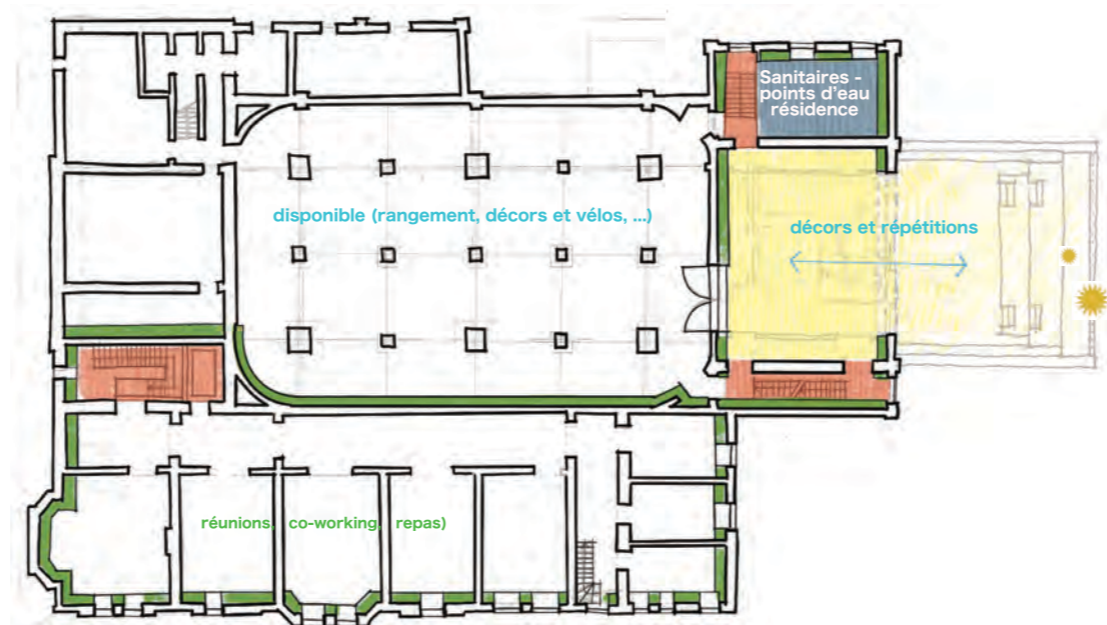 Sanitaires -
points d'eau
résidence
disponible (rangement, décors et vélos, ...)
décors et répétitions
réunions, co-working, repas)